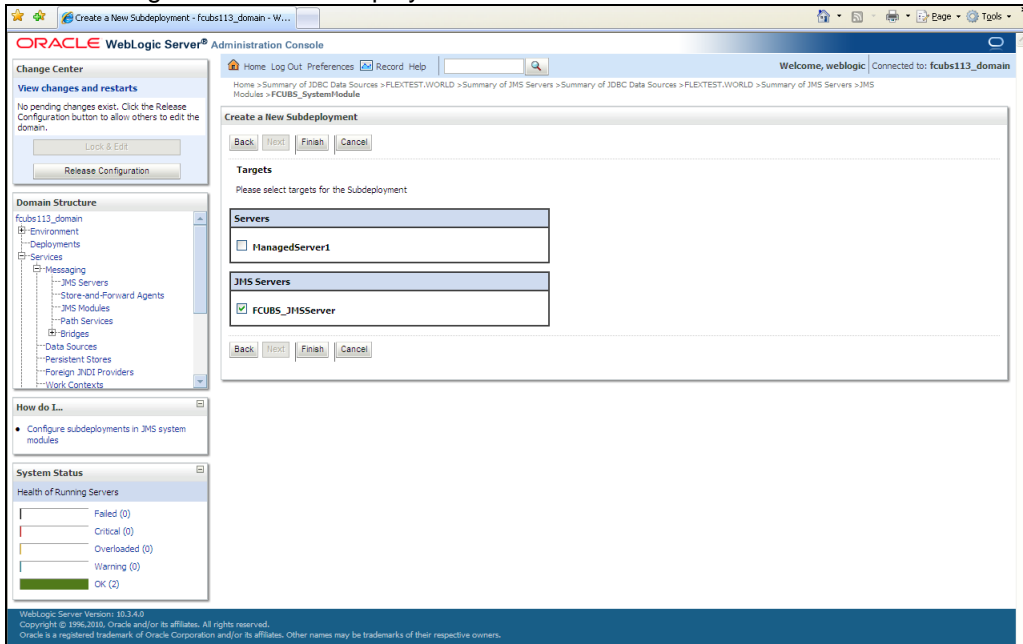 Create a New Subdeployment - fcubs113_domain - W...
Page
Tools
ORACLE WebLogic Server® Administration Console
Change Center
View changes and restarts
No pending changes exist. Click the Release
Configuration button to allow others to edit the
domain.
Lock & Edit
Release Configuration
Domain Structure
fcubs113_domain
Environment
Deployments
Services
Messaging
JMS Servers
Store-and-Forward Agents
JMS Modules
Path Services
Bridges
Data Sources
Persistent Stores
Foreign JNDI Providers
Work Contexts
How do I...
Configure subdeployments in JMS system
modules
System Status
Health of Running Servers
Failed (0)
Critical (0)
Overloaded (0)
Warning (0)
OK (2)
Home Log Out Preferences Record Help
Welcome, weblogic Connected to: fcubs113_domain
Home >Summary of JDBC Data Sources >FLEXTEST.WORLD >Summary of JMS Servers >Summary of JDBC Data Sources >FLEXTEST.WORLD >Summary of JMS Servers >JMS
Modules >FCUBS_SystemModule
Create a New Subdeployment
Back Next Finish Cancel
Targets
Please select targets for the Subdeployment
Servers
ManagedServer1
JMS Servers
FCUBS_JMSServer
Back Next Finish Cancel
WebLogic Server Version: 10.3.4.0
Copyright © 1996,2010, Oracle and/or its affiliates. All rights reserved.
Oracle is a registered trademark of Oracle Corporation and/or its affiliates. Other names may be trademarks of their respective owners.